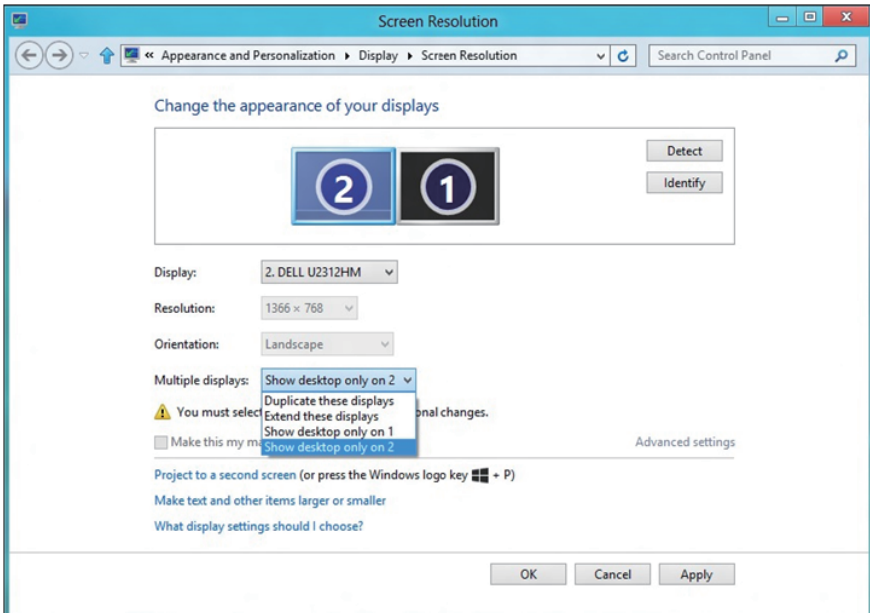 Screen Resolution
« Appearance and Personalization Display Screen Resolution
Search Control Panel
Change the appearance of your displays
2
1
Detect
Identify
Display: 2. DELL U2312HM
Resolution: 1366 × 768
Orientation: Landscape
Multiple displays: Show desktop only on 2
Duplicate these displays
You must selec
Extend these displays
onal changes.
Show desktop only on 1
Make this my m
Show desktop only on 2
Advanced settings
Project to a second screen (or press the Windows logo key + P)
Make text and other items larger or smaller
What display settings should I choose?
OK Cancel Apply